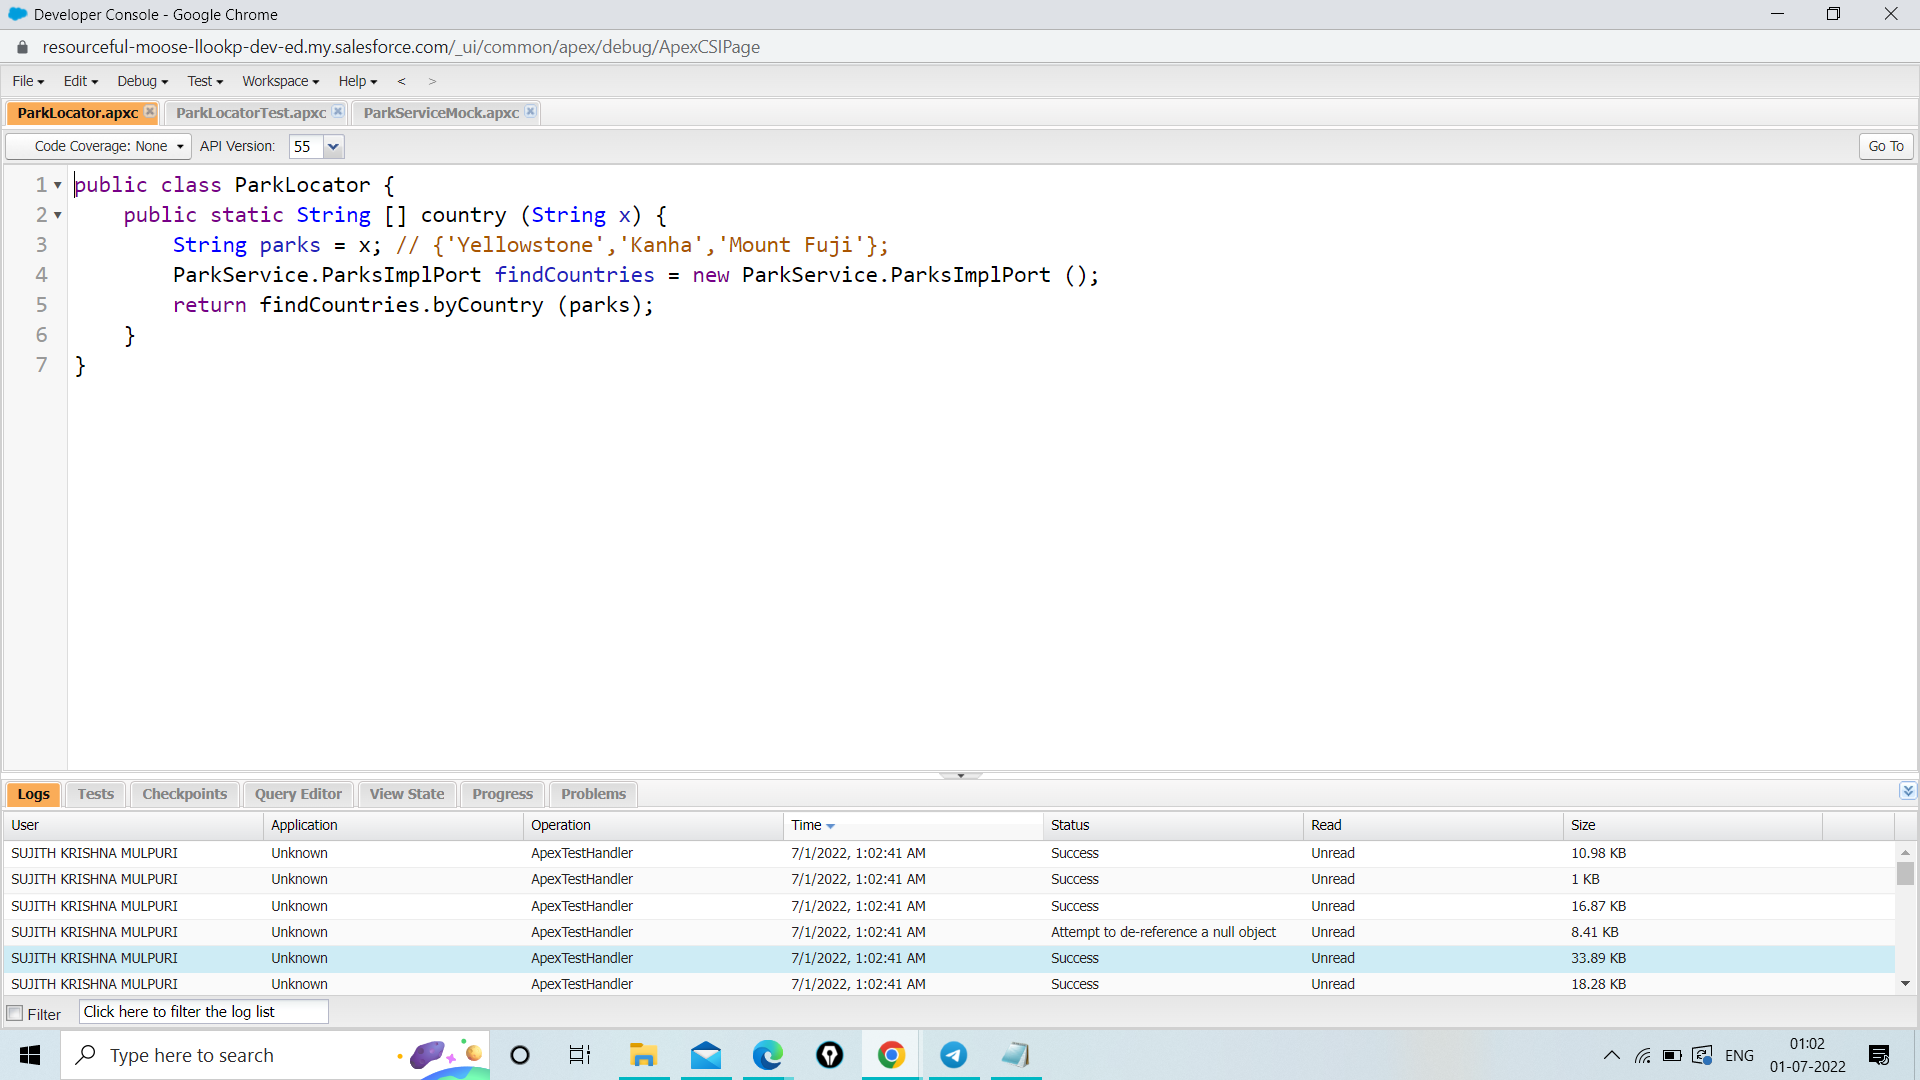 Developer Console - Google Chrome
resourceful-moose-llookp-dev-ed.my.salesforce.com/_ui/common/apex/debug/ApexCSIPage
File Edit Debug Test Workspace Help < >
ParkLocator.apxc ParkLocatorTest.apxc ParkServiceMock.apxc
Code Coverage: None API Version: 55 Go To
1 public class ParkLocator {
2 public static String [] country (String x) {
3 String parks = x; // {'Yellowstone','Kanha','Mount Fuji'};
4 ParkService.ParksImplPort findCountries = new ParkService.ParksImplPort ();
5 return findCountries.byCountry (parks);
6 }
7 }
Logs Tests Checkpoints Query Editor View State Progress Problems
User Application Operation Time Status Read Size
SUJITH KRISHNA MULPURI Unknown ApexTestHandler 7/1/2022, 1:02:41 AM Success Unread 10.98 KB
SUJITH KRISHNA MULPURI Unknown ApexTestHandler 7/1/2022, 1:02:41 AM Success Unread 1 KB
SUJITH KRISHNA MULPURI Unknown ApexTestHandler 7/1/2022, 1:02:41 AM Success Unread 16.87 KB
SUJITH KRISHNA MULPURI Unknown ApexTestHandler 7/1/2022, 1:02:41 AM Attempt to de-reference a null object Unread 8.41 KB
SUJITH KRISHNA MULPURI Unknown ApexTestHandler 7/1/2022, 1:02:41 AM Success Unread 33.89 KB
SUJITH KRISHNA MULPURI Unknown ApexTestHandler 7/1/2022, 1:02:41 AM Success Unread 18.28 KB
Filter Click here to filter the log list
Type here to search ENG 01:02
01-07-2022